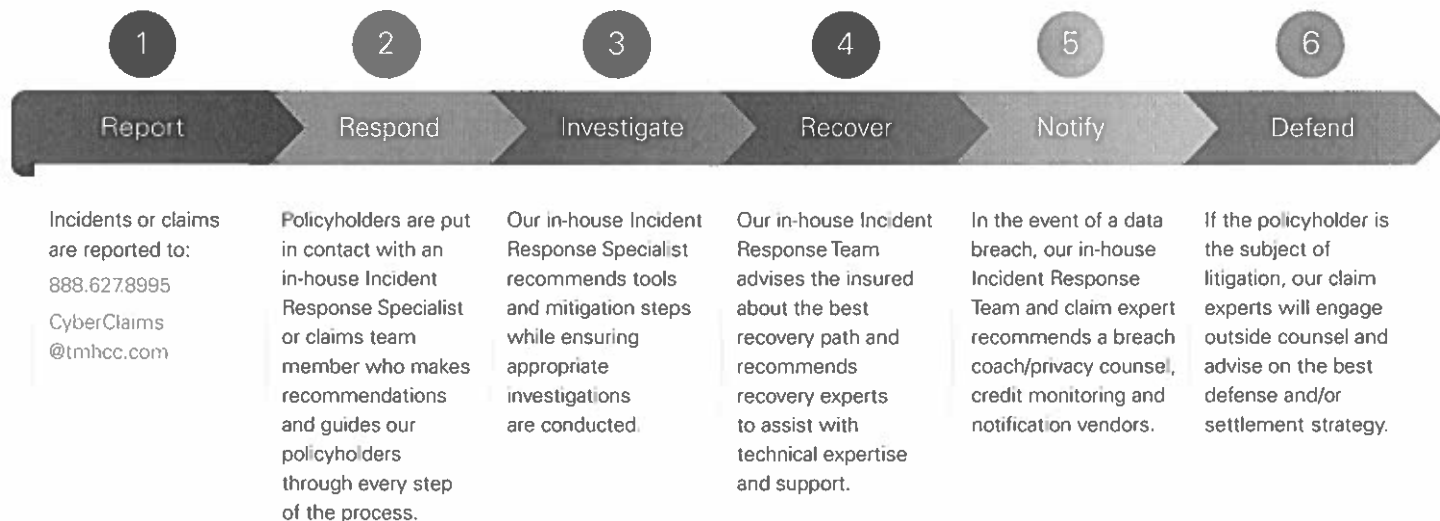 1
2
3
4
5
6
Report
Respond
Investigate
Recover
Notify
Defend
Incidents or claims
are reported to:
888.627.8995
CyberClaims
@tmhcc.com
Policyholders are put
in contact with an
in-house Incident
Response Specialist
or claims team
member who makes
recommendations
and guides our
policyholders
through every step
of the process.
Our in-house Incident
Response Specialist
recommends tools
and mitigation steps
while ensuring
appropriate
investigations
are conducted.
Our in-house Incident
Response Team
advises the insured
about the best
recovery path and
recommends
recovery experts
to assist with
technical expertise
and support.
In the event of a data
breach, our in-house
Incident Response
Team and claim expert
recommends a breach
coach/privacy counsel,
credit monitoring and
notification vendors.
If the policyholder is
the subject of
litigation, our claim
experts will engage
outside counsel and
advise on the best
defense and/or
settlement strategy.